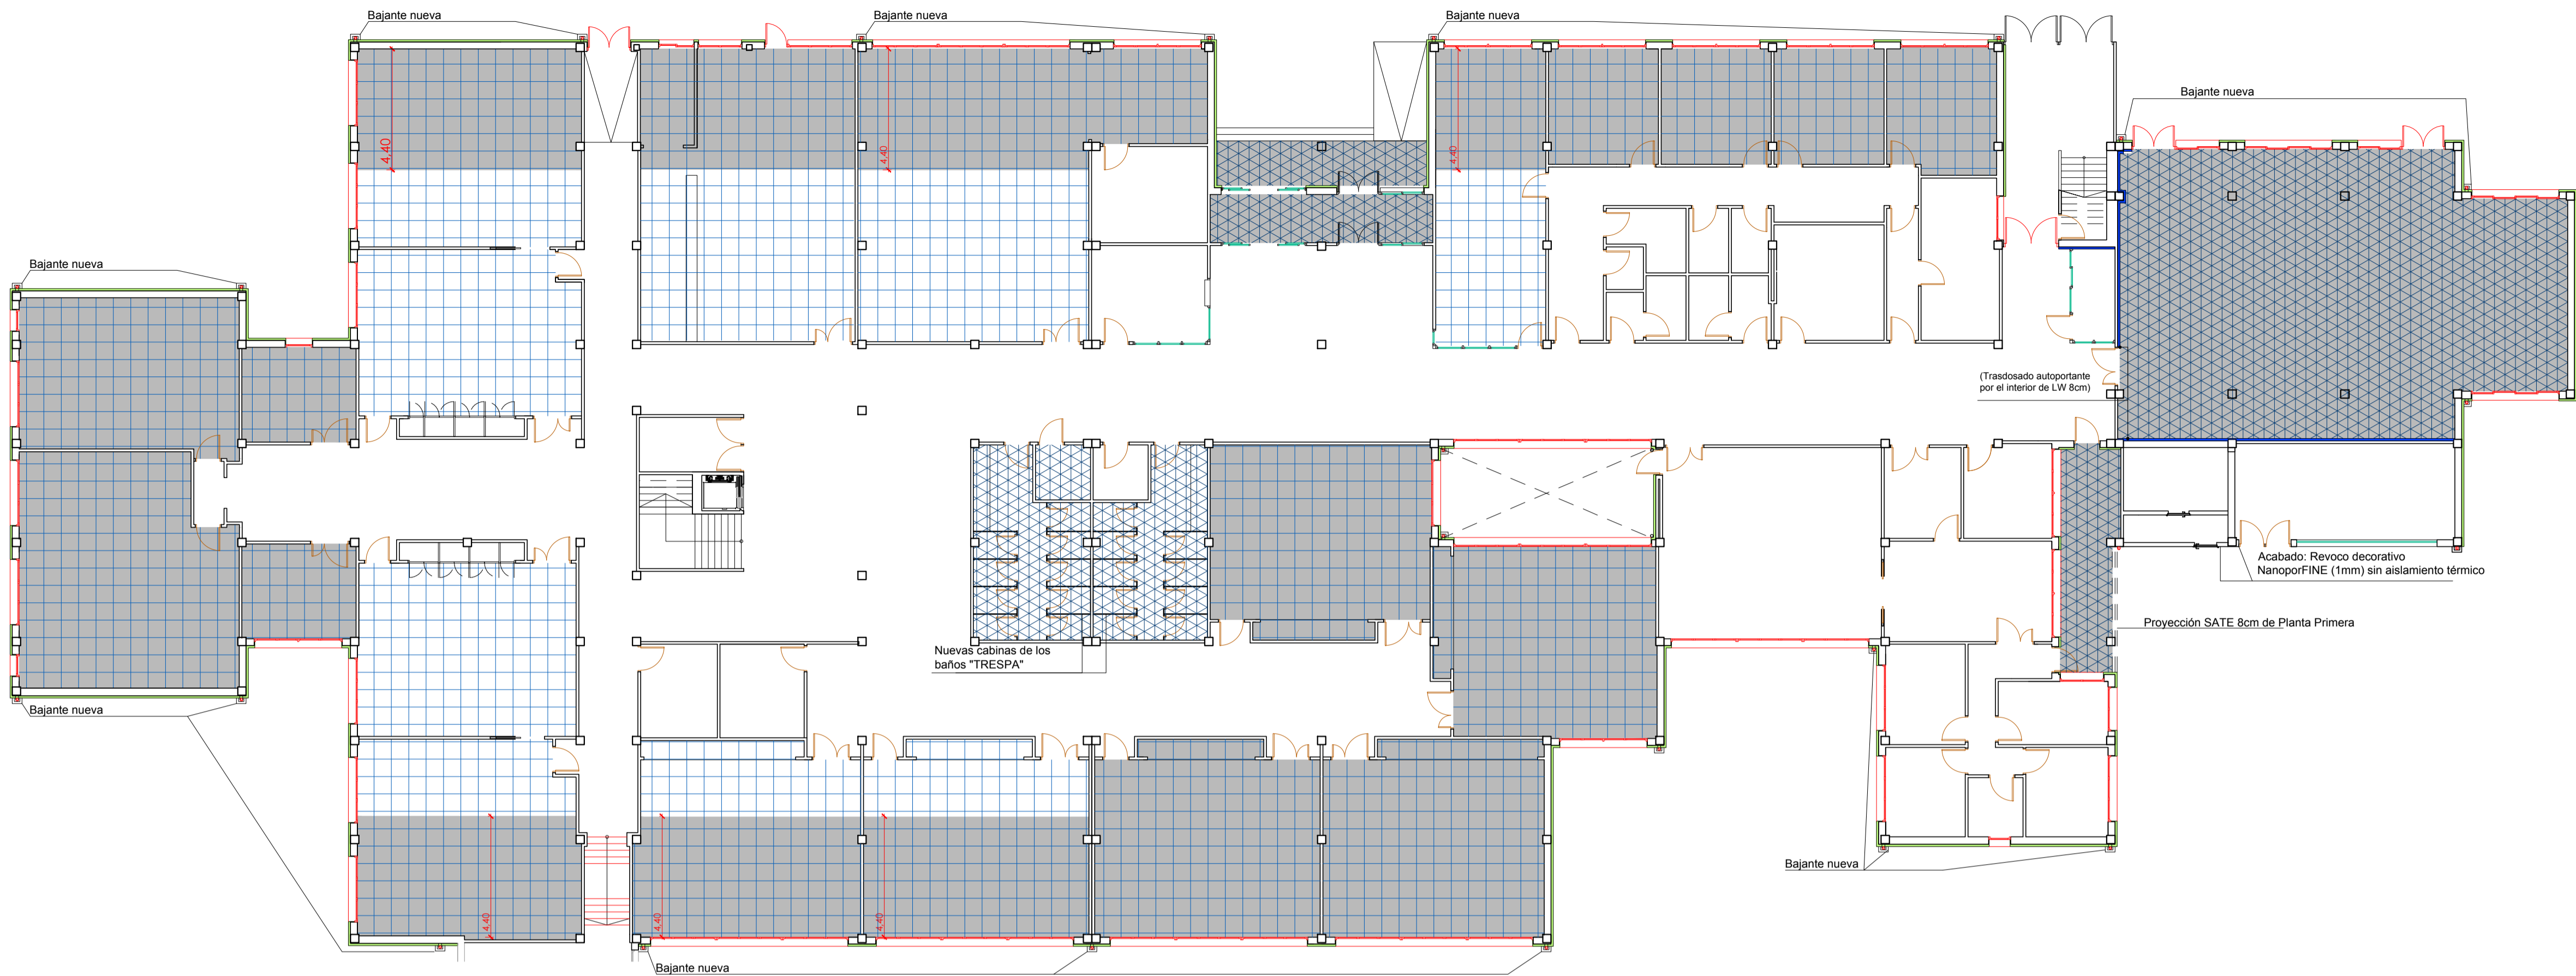 Bajante nueva
Bajante nueva
Bajante nueva
Bajante nueva
4,40
4,40
4,40
Bajante nueva
(Trasdosado autoportante
por el interior de LW 8cm)
Acabado: Revoco decorativo
NanoporFINE (1mm) sin aislamiento térmico
Proyección SATE 8cm de Planta Primera
Nuevas cabinas de los
baños "TRESPA"
Bajante nueva
Bajante nueva
4,40
4,40
4,40
Bajante nueva